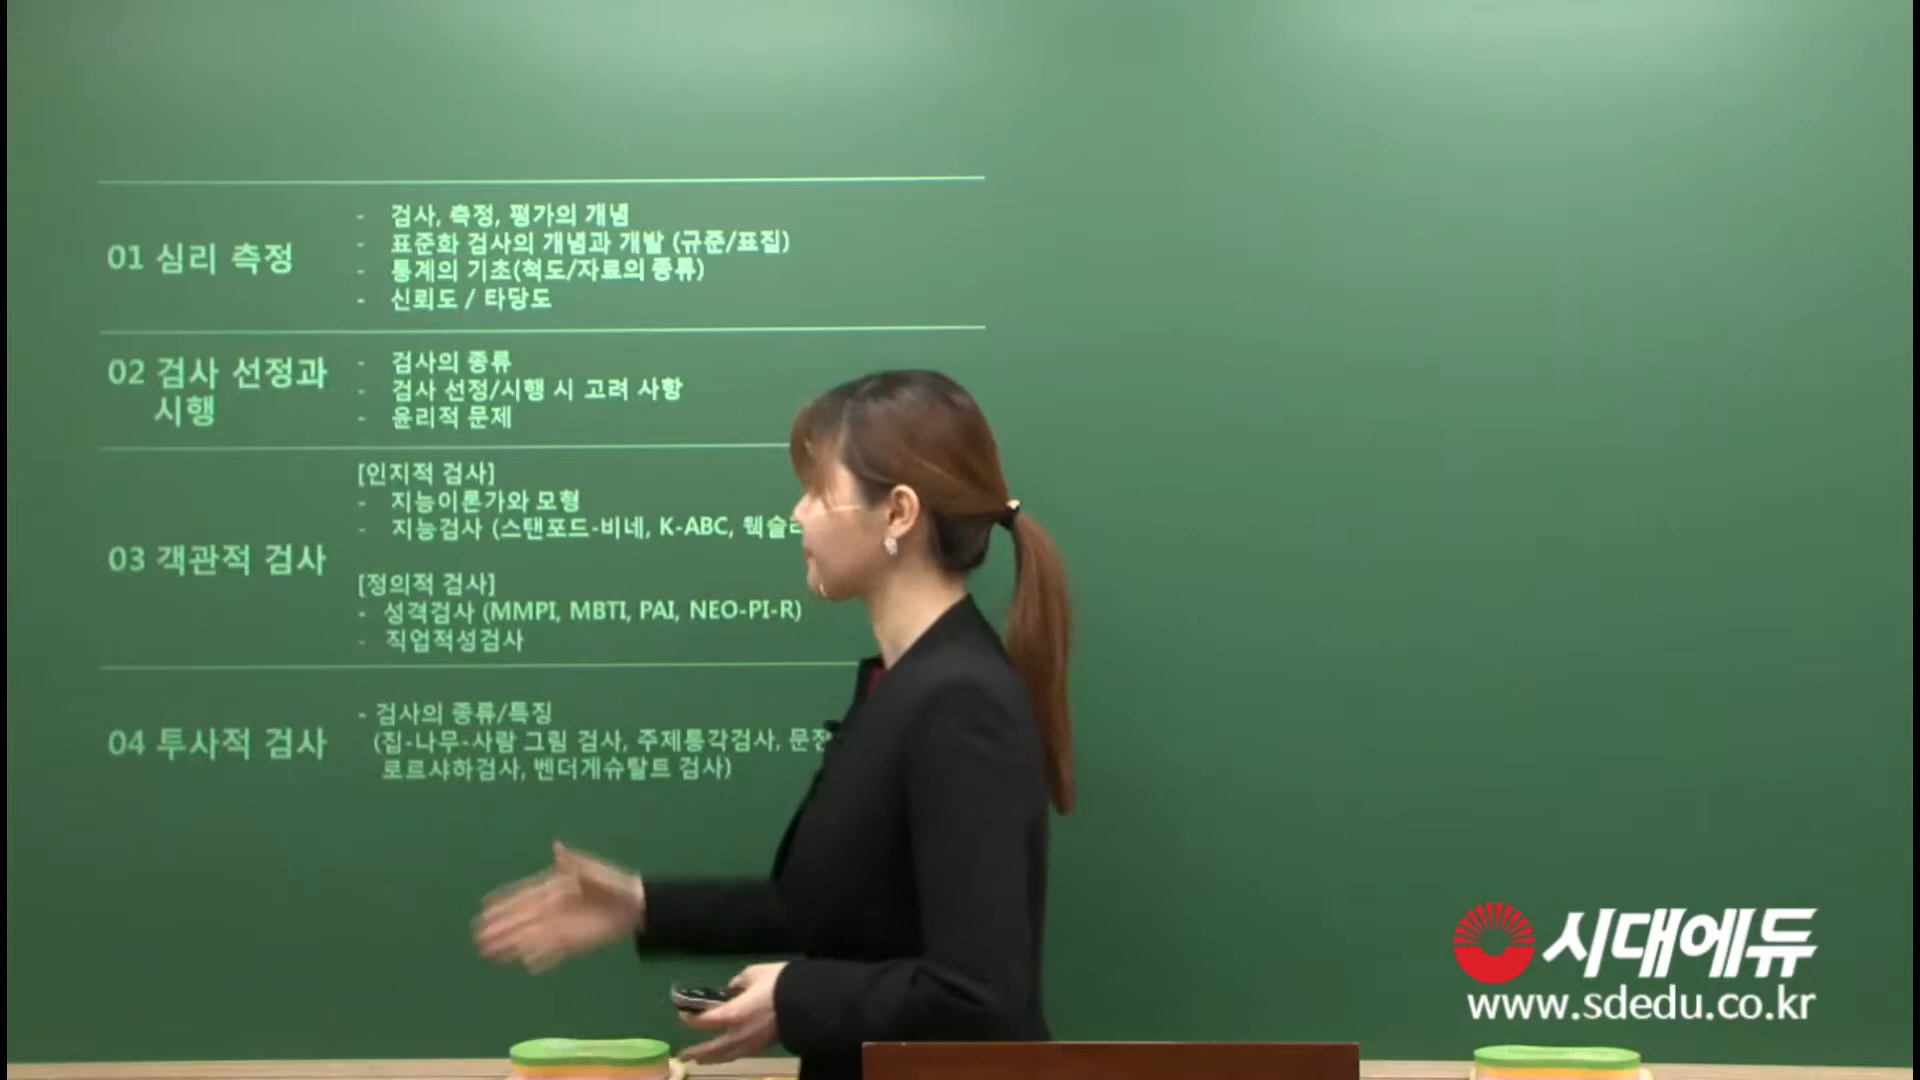 01 심리 측정
- 검사, 측정, 평가의 개념
- 표준화 검사의 개념과 개발 (규준/표집)
- 통계의 기초(척도/자료의 종류)
- 신뢰도 / 타당도
02 검사 선정과
시행
- 검사의 종류
- 검사 선정/시행 시 고려 사항
- 윤리적 문제
03 객관적 검사
[인지적 검사]
- 지능이론가와 모형
- 지능검사 (스탠포드-비네, K-ABC,
[정의적 검사]
- 성격검사 (MMPI, MBTI, PAI, NEO-PI-R)
- 직업적성검사
04 투사적 검사
- 검사의 종류/특징
(집-나무-사람 그림 검사, 주제통각검사,
로르샤하검사, 벤더게슈탈트 검사)
시대에듀
www.sdedu.co.kr